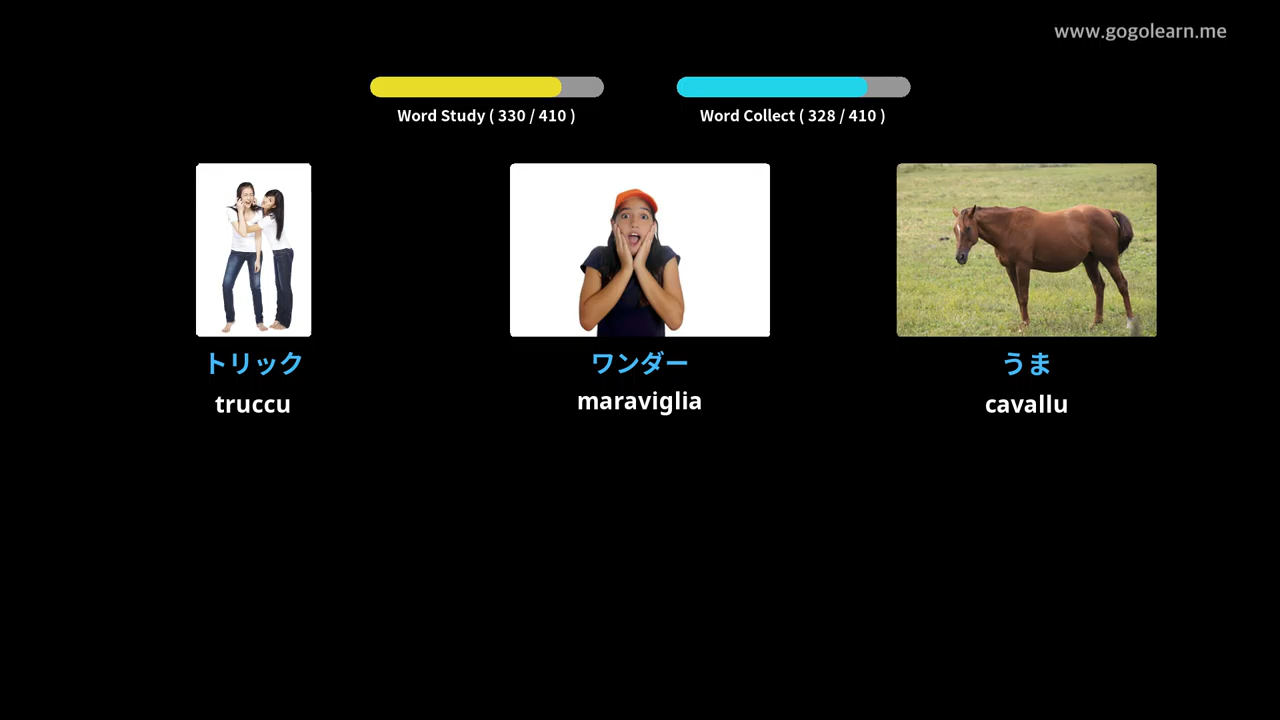 www.gogolearn.me
Word Study ( 330 / 410 )
Word Collect ( 328 / 410 )
トリック
ワンダー
うま
truccu
maraviglia
cavallu